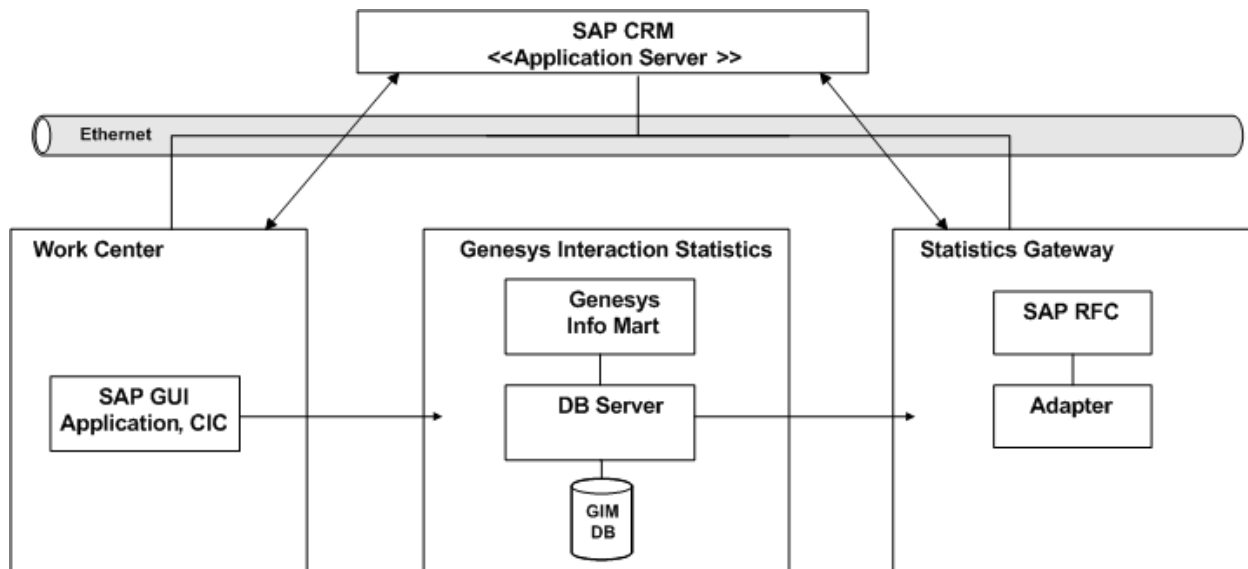 SAP CRM
<<Application Server >>
Ethernet
Work Center
Genesys Interaction Statistics
Statistics Gateway
Genesys
Info Mart
SAP RFC
SAP GUI
Application, CIC
DB Server
Adapter
GIM
DB